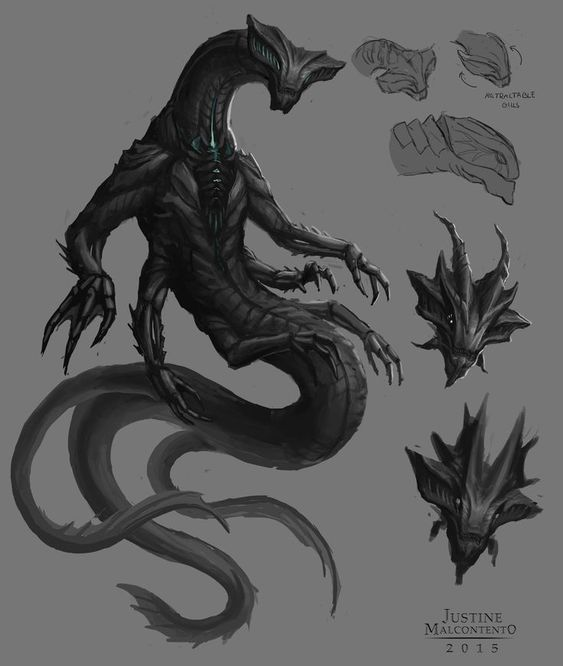 RETRACTABLE
GILLS
JUSTINE
MALCONTENTO
2015